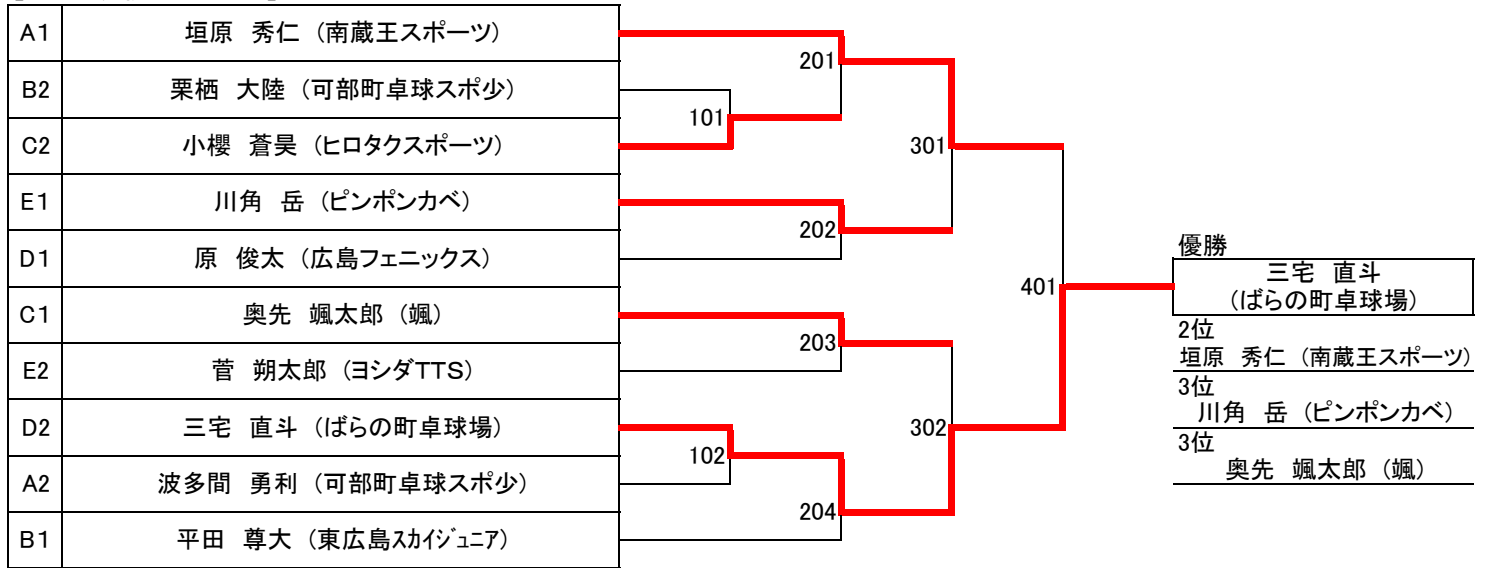 A1 垣原 秀仁 (南蔵王スポーツ)
B2 栗栖 大陸 (可部町卓球スポ少)
C2 小櫻 蒼昊 (ヒロタクスポーツ)
E1 川角 岳 (ピンポンカベ)
D1 原 俊太 (広島フェニックス)
C1 奥先 颯太郎 (颯)
E2 菅 朔太郎 (ヨシダTTS)
D2 三宅 直斗 (ばらの町卓球場)
A2 波多間 勇利 (可部町卓球スポ少)
B1 平田 尊大 (東広島スカイジュニア)
101
102
201
202
203
204
301
302
401
優勝
三宅 直斗
(ばらの町卓球場)
2位
垣原 秀仁 (南蔵王スポーツ)
3位
川角 岳 (ピンポンカベ)
3位
奥先 颯太郎 (颯)